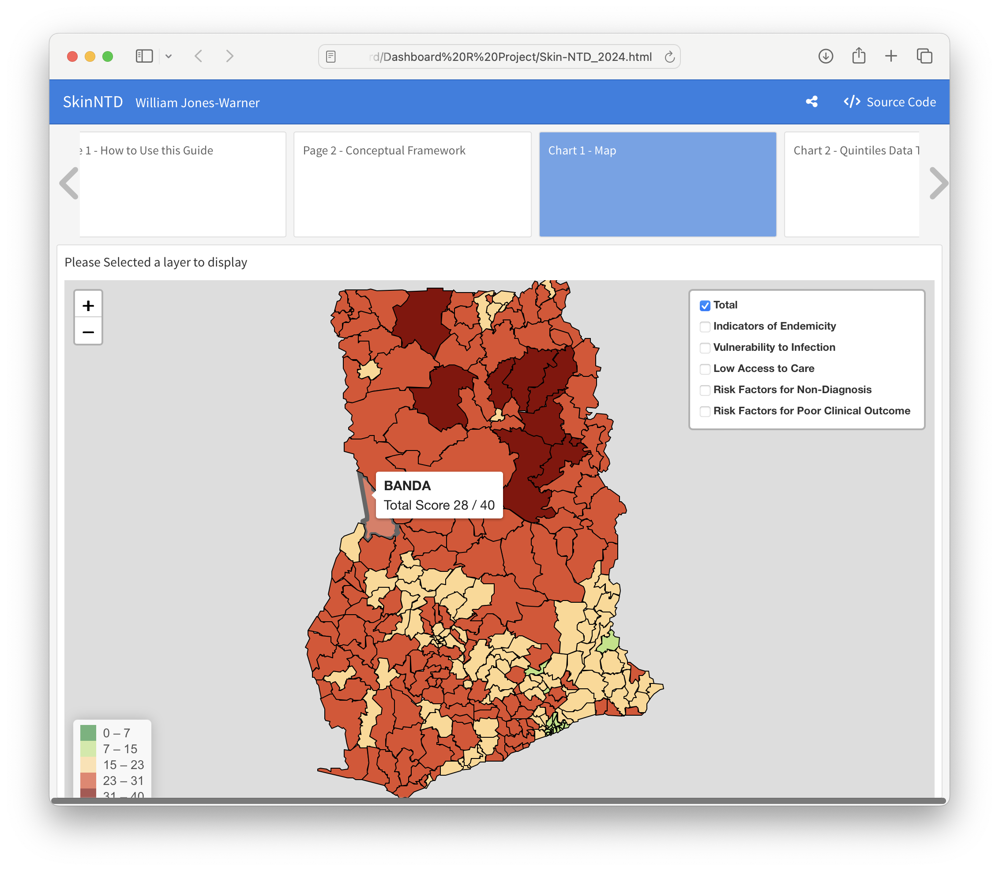 rd/Dashboard%20R%20Project/Skin-NTD_2024.html
SkinNTD William Jones-Warner
Source Code
e 1 - How to Use this Guide
Page 2 - Conceptual Framework
Chart 1 - Map
Chart 2 - Quintiles Data T
Please Selected a layer to display
+
−
Total
Indicators of Endemicity
Vulnerability to Infection
Low Access to Care
Risk Factors for Non-Diagnosis
Risk Factors for Poor Clinical Outcome
BANDA
Total Score 28 / 40
0 – 7
7 – 15
15 – 23
23 – 31
31 – 40